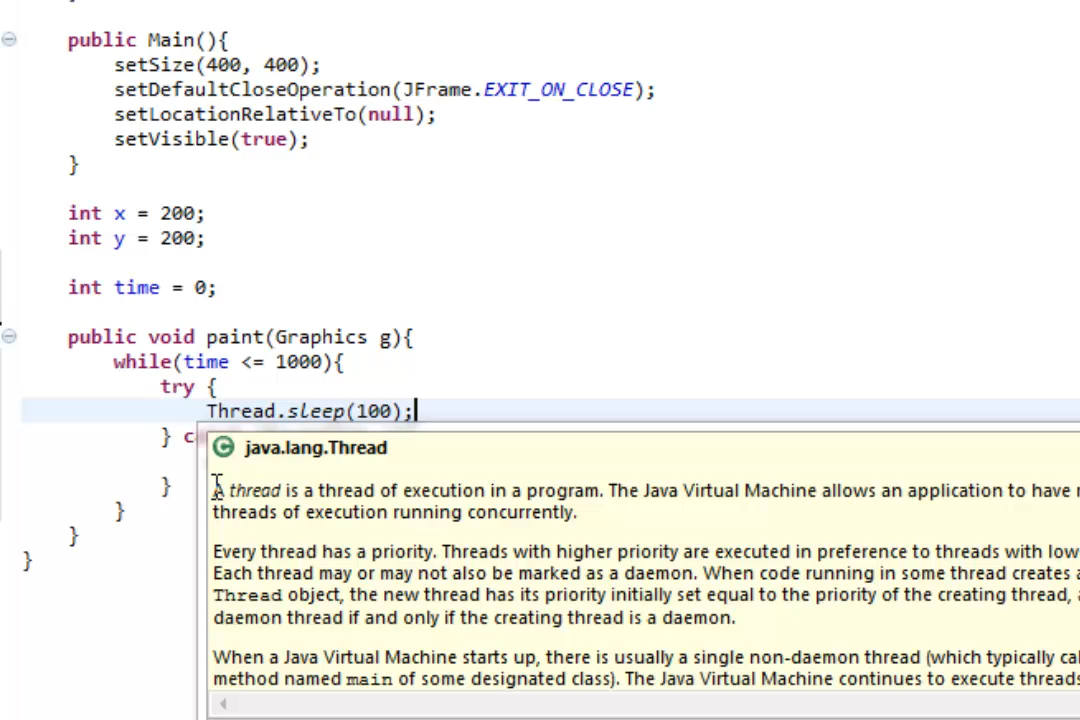 public Main(){
setSize(400, 400);
setDefaultCloseOperation(JFrame.EXIT_ON_CLOSE);
setLocationRelativeTo(null);
setVisible(true);
}
int x = 200;
int y = 200;
int time = 0;
public void paint(Graphics g){
while(time <= 1000){
try {
Thread.sleep(100);
} c
java.lang.Thread
A thread is a thread of execution in a program. The Java Virtual Machine allows an application to have
threads of execution running concurrently.
}
}
}
}
Every thread has a priority. Threads with higher priority are executed in preference to threads with low
Each thread may or may not also be marked as a daemon. When code running in some thread creates a
Thread object, the new thread has its priority initially set equal to the priority of the creating thread, a
daemon thread if and only if the creating thread is a daemon.
When a Java Virtual Machine starts up, there is usually a single non-daemon thread (which typically cal
method named main of some designated class). The Java Virtual Machine continues to execute threads